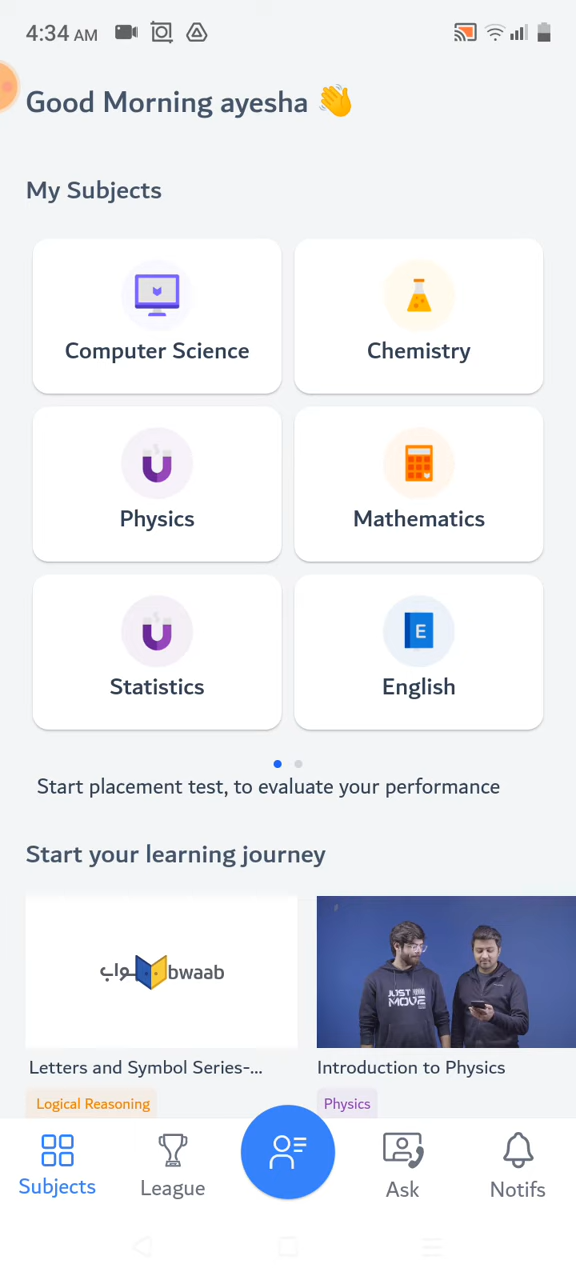 4:34 AM
Good Morning ayesha 👋
My Subjects
Computer Science
Chemistry
Physics
Mathematics
Statistics
E
English
Start placement test, to evaluate your performance
Start your learning journey
ـواب bwaab
JUST
MOVE
Letters and Symbol Series-...
Introduction to Physics
Logical Reasoning
Physics
Subjects
League
Ask
Notifs